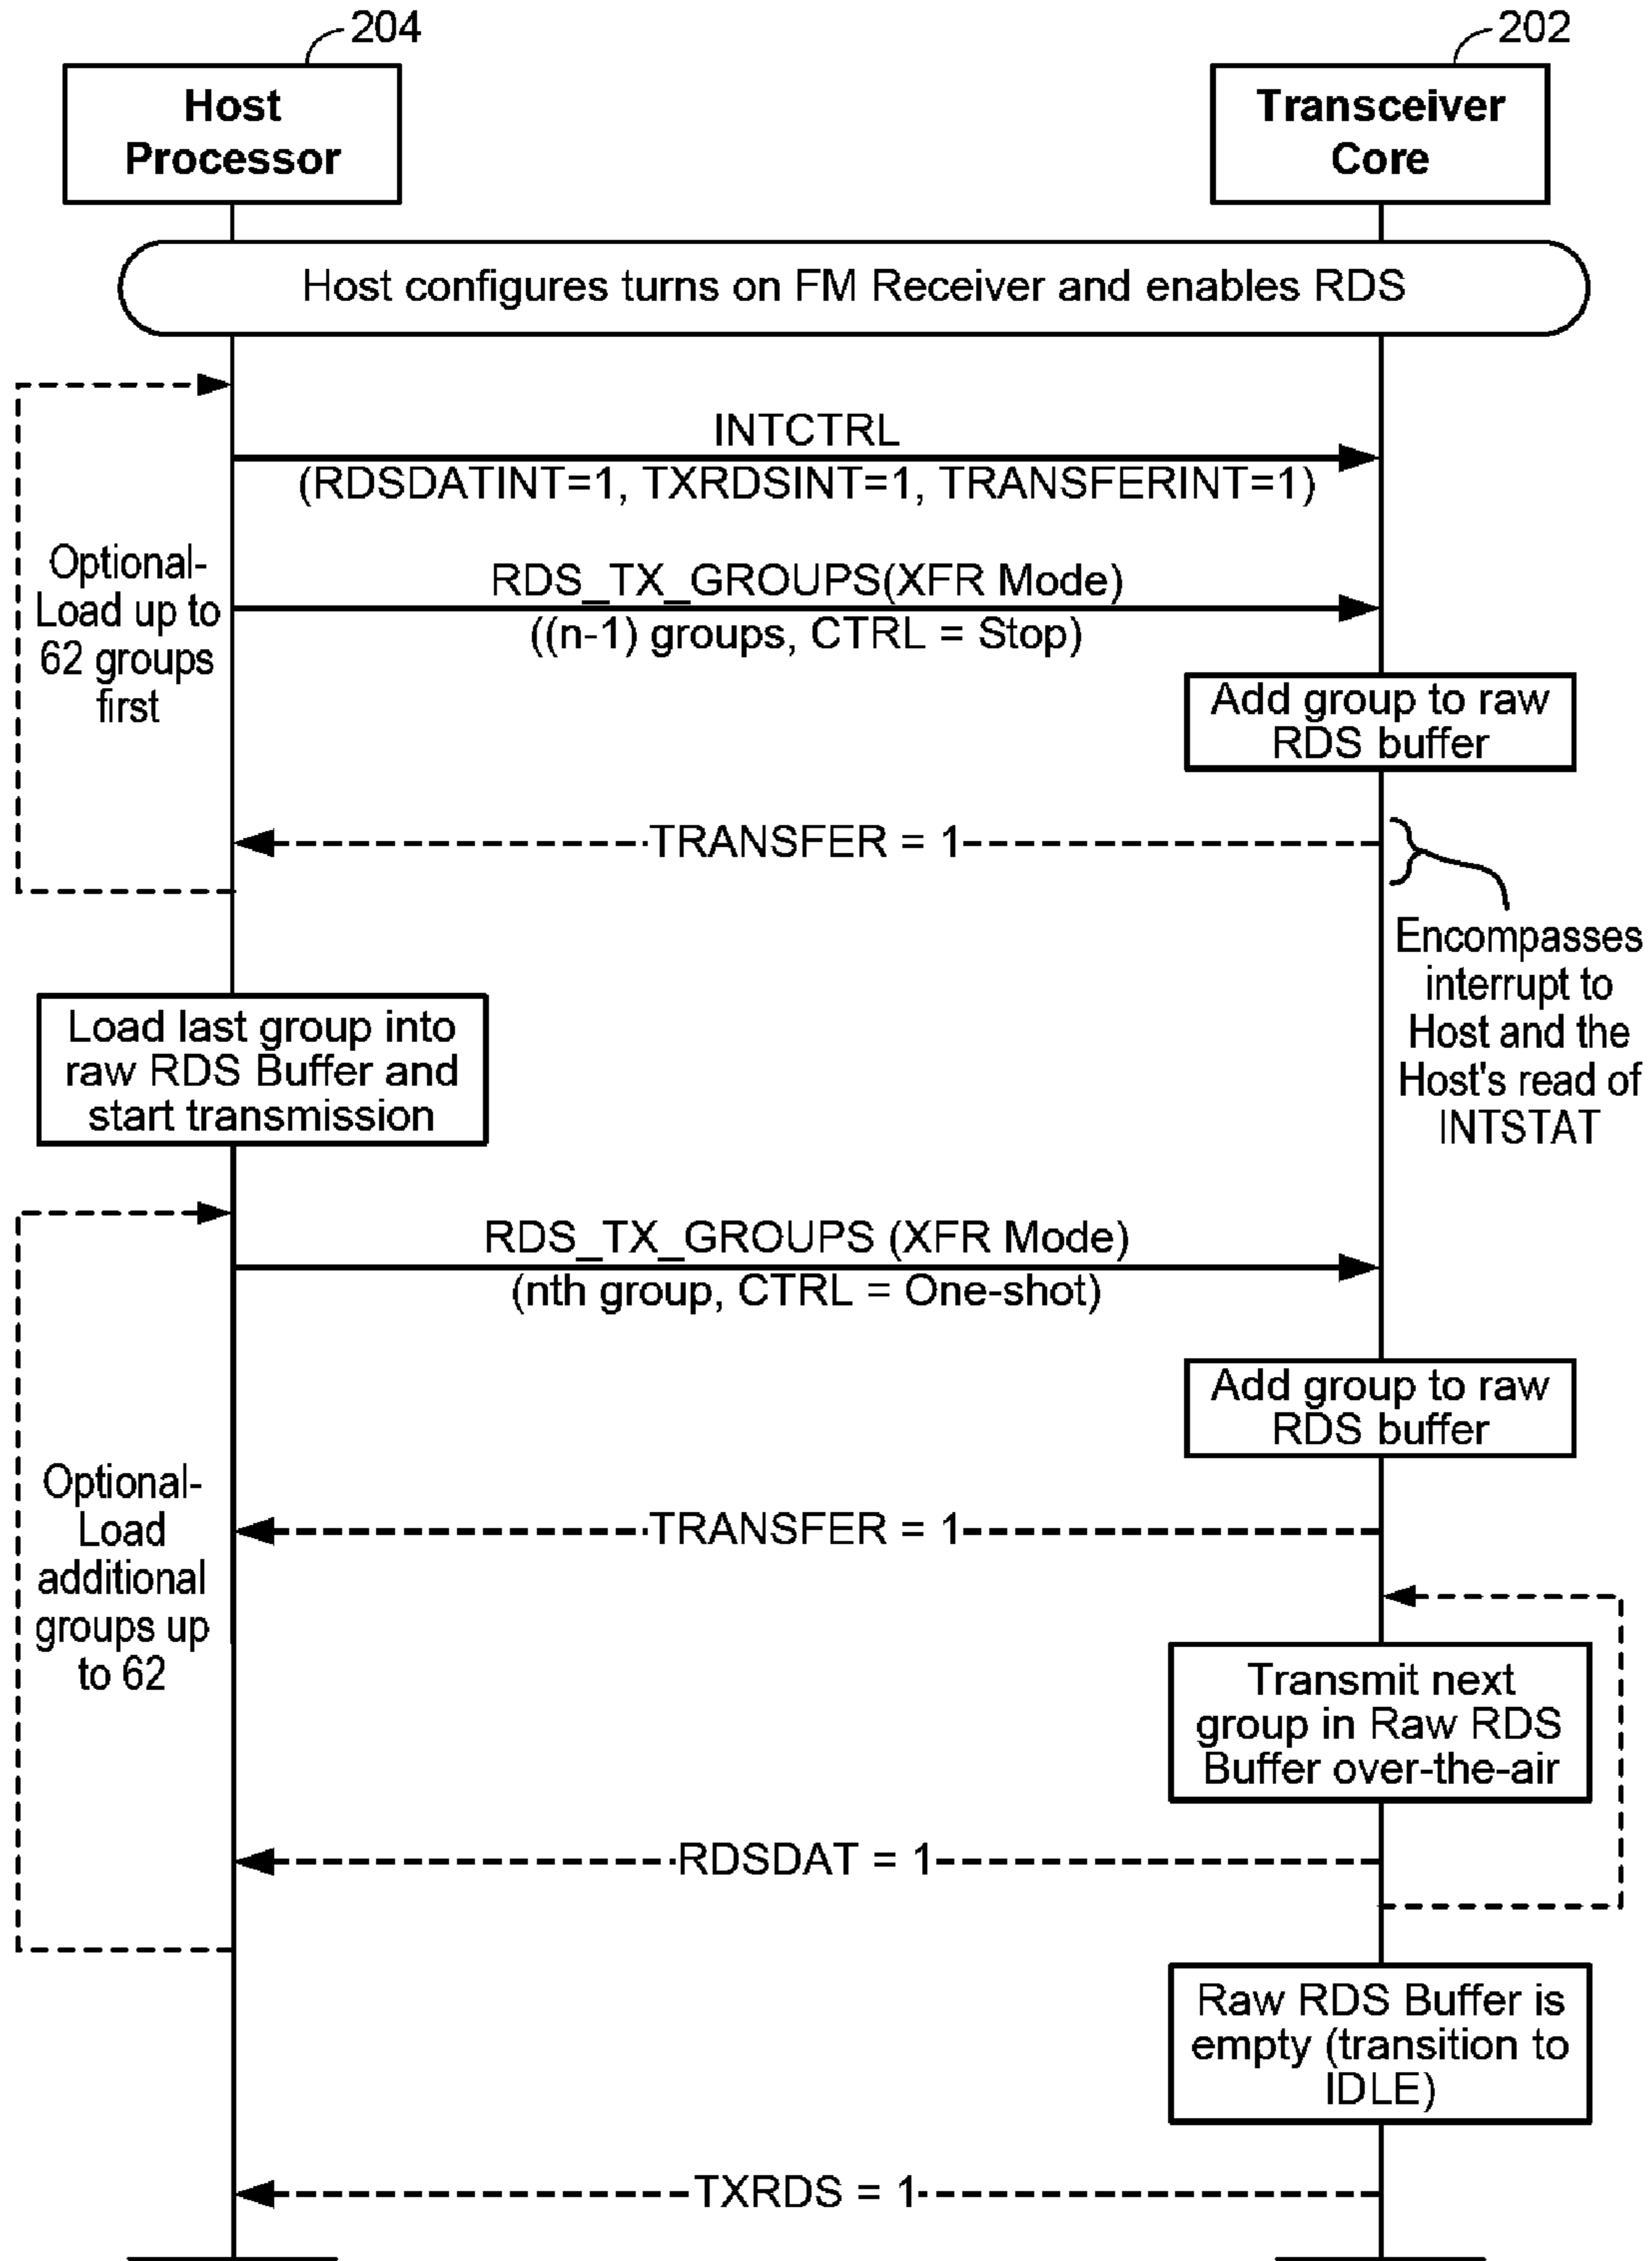 204
202
Host
Processor
Transceiver
Core
Host configures turns on FM Receiver and enables RDS
INTCTRL
(RDSDATINT=1, TXRDSINT=1, TRANSFERINT=1)
Optional-
Load up to
62 groups
first
RDS_TX_GROUPS(XFR Mode)
((n-1) groups, CTRL = Stop)
Add group to raw
RDS buffer
TRANSFER = 1
Encompasses
interrupt to
Host and the
Host's read of
INTSTAT
Load last group into
raw RDS Buffer and
start transmission
RDS_TX_GROUPS (XFR Mode)
(nth group, CTRL = One-shot)
Add group to raw
RDS buffer
Optional-
Load
additional
groups up
to 62
TRANSFER = 1
Transmit next
group in Raw RDS
Buffer over-the-air
RDSDAT = 1
Raw RDS Buffer is
empty (transition to
IDLE)
TXRDS = 1